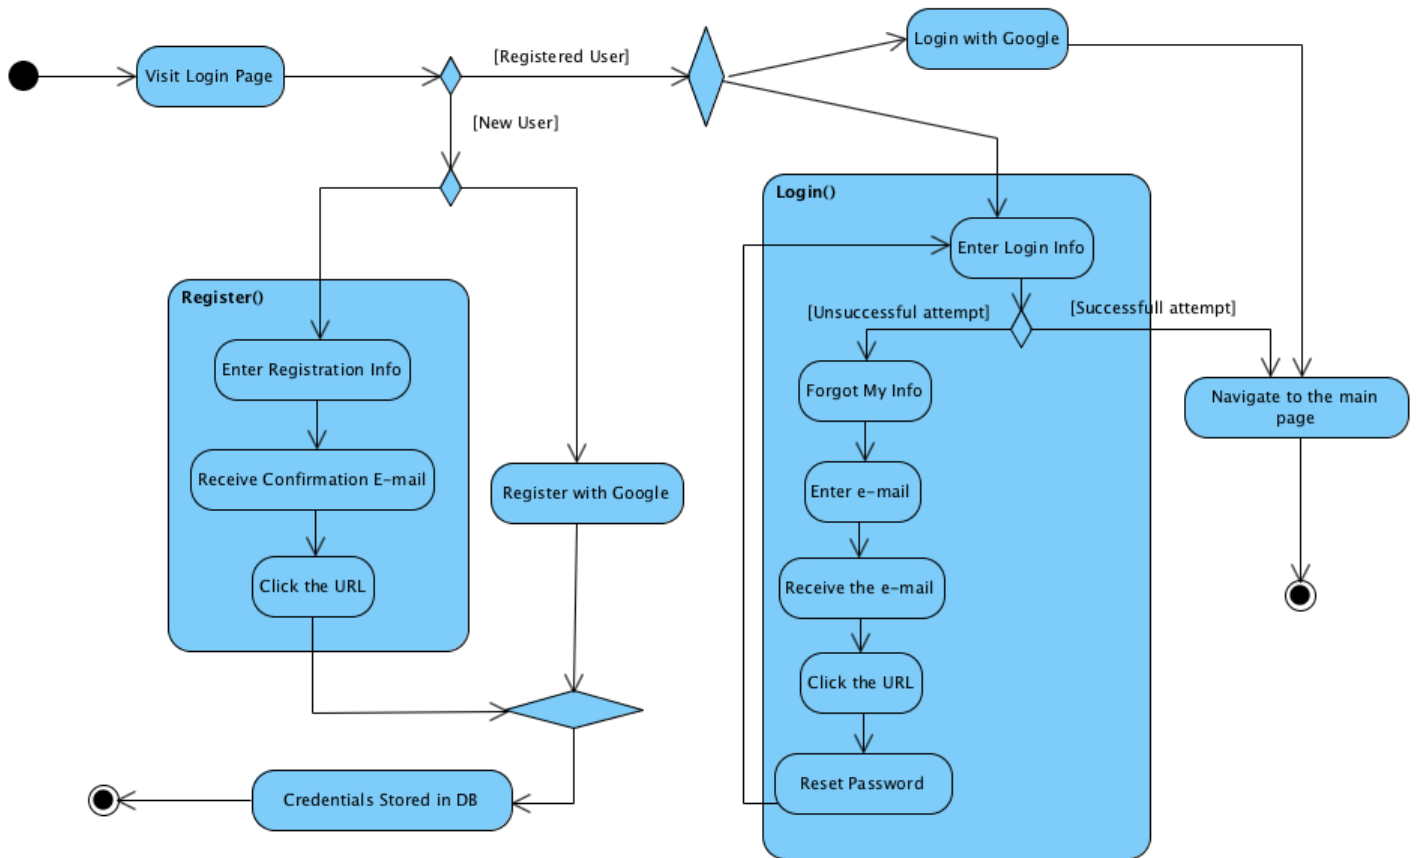 Login with Google
[Registered User]
Visit Login Page
[New User]
Login()
Enter Login Info
Register()
[Unsuccessful attempt]
[Successfull attempt]
Enter Registration Info
Forgot My Info
Navigate to the main
page
Receive Confirmation E-mail
Register with Google
Enter e-mail
Click the URL
Receive the e-mail
Click the URL
Reset Password
Credentials Stored in DB